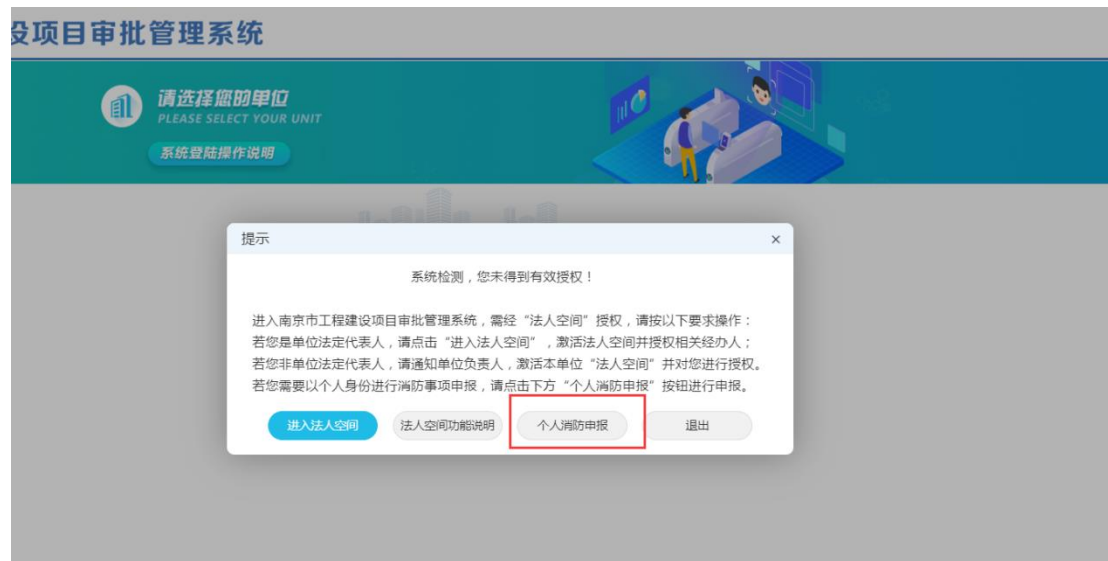 设项目审批管理系统
请选择您的单位
PLEASE SELECT YOUR UNIT
系统登陆操作说明
提示 ×
系统检测，您未得到有效授权！
进入南京市工程建设项目审批管理系统，需经“法人空间”授权，请按以下要求操作：
若您是单位法定代表人，请点击“进入法人空间”，激活法人空间并授权相关经办人；
若您非单位法定代表人，请通知单位负责人，激活本单位“法人空间”并对您进行授权。
若您需要以个人身份进行消防事项申报，请点击下方“个人消防申报”按钮进行申报。
进入法人空间 法人空间功能说明 个人消防申报 退出